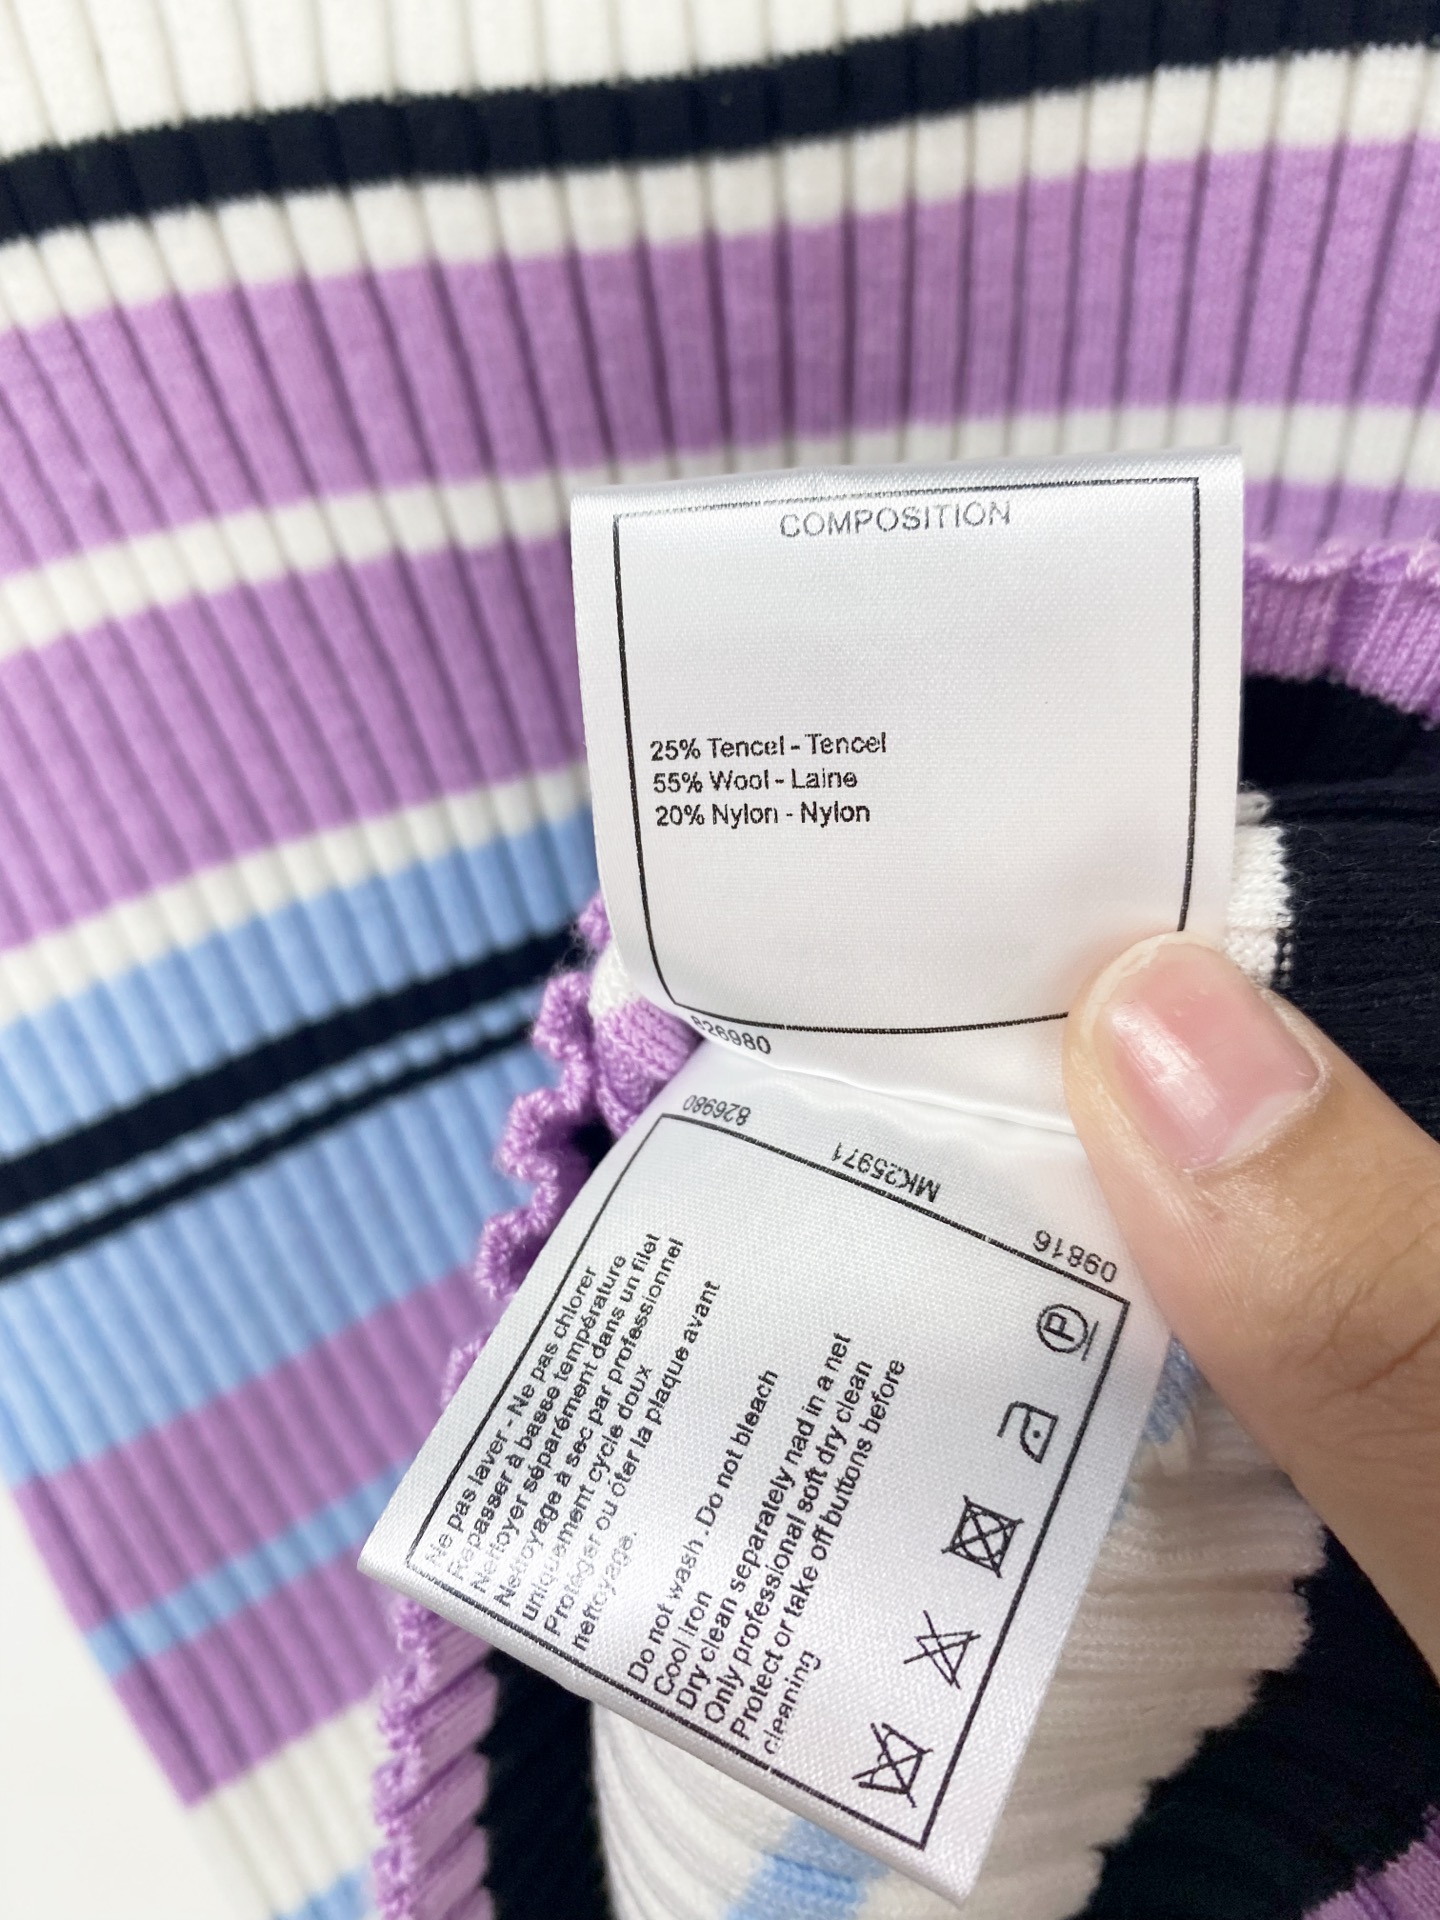 COMPOSITION
25% Tencel - Tencel
55% Wool - Laine
20% Nylon - Nylon
826980
826980
MK25971
09816
Ne pas laver - Ne pas chlorer
Repasser à basse température
Nettoyer séparément dans un filet
Nettoyage à sec par professionnel
uniquement cycle doux
Protéger ou ôter la plaque avant
nettoyage.
Do not wash . Do not bleach
Cool iron
Dry clean separately nad in a net
Only professional soft dry clean
Protect or take off buttons before
cleaning
P